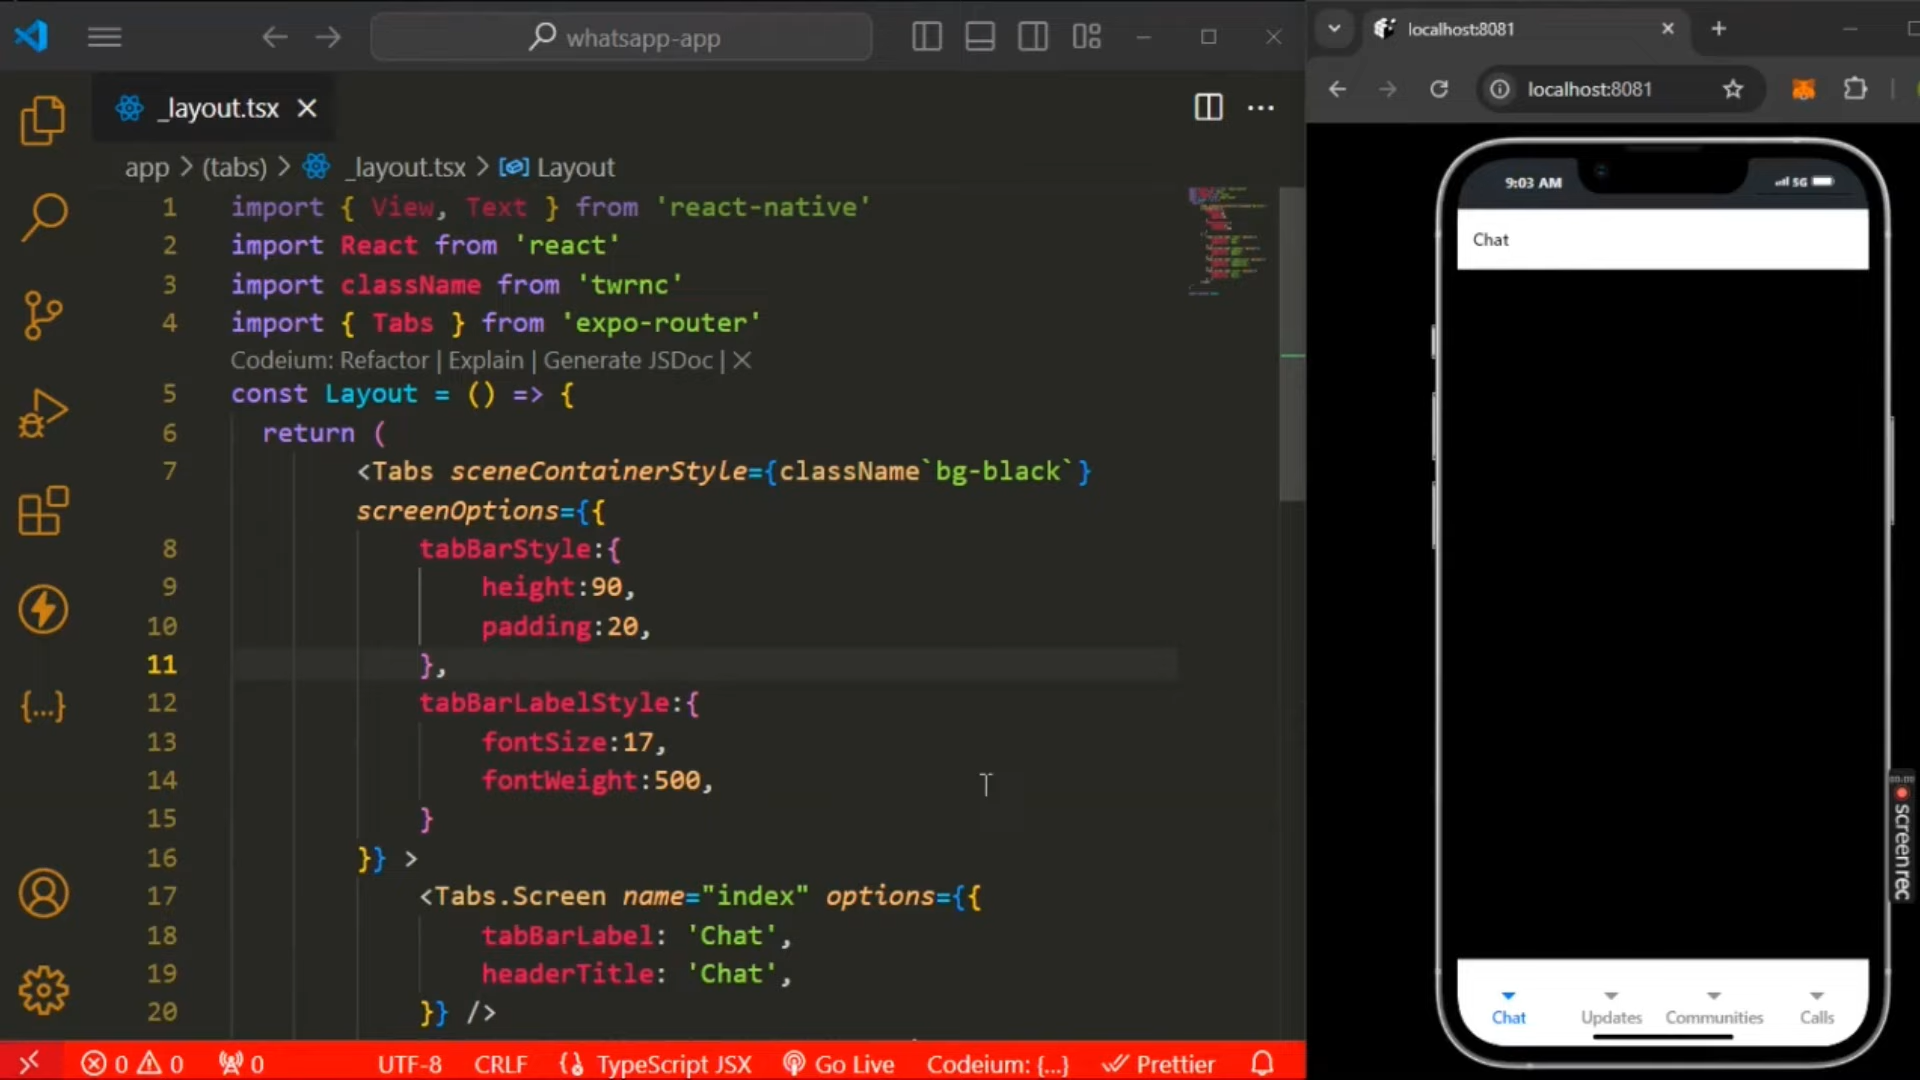 whatsapp-app
_layout.tsx
app > (tabs) > _layout.tsx > Layout
1 import { View, Text } from 'react-native'
2 import React from 'react'
3 import className from 'twrnc'
4 import { Tabs } from 'expo-router'
Codeium: Refactor | Explain | Generate JSDoc | ✕
5 const Layout = () => {
6 return (
7 <Tabs sceneContainerStyle={className`bg-black`}
screenOptions={{
8 tabBarStyle:{
9 height:90,
10 padding:20,
11 },
12 tabBarLabelStyle:{
13 fontSize:17,
14 fontWeight:500,
15 }
16 }} >
17 <Tabs.Screen name="index" options={{
18 tabBarLabel: 'Chat',
19 headerTitle: 'Chat',
20 }} />
0 0 0 UTF-8 CRLF TypeScript JSX Go Live Codeium: {...} Prettier
localhost:8081
localhost:8081
9:03 AM 5G
Chat
Chat Updates Communities Calls
screenrec